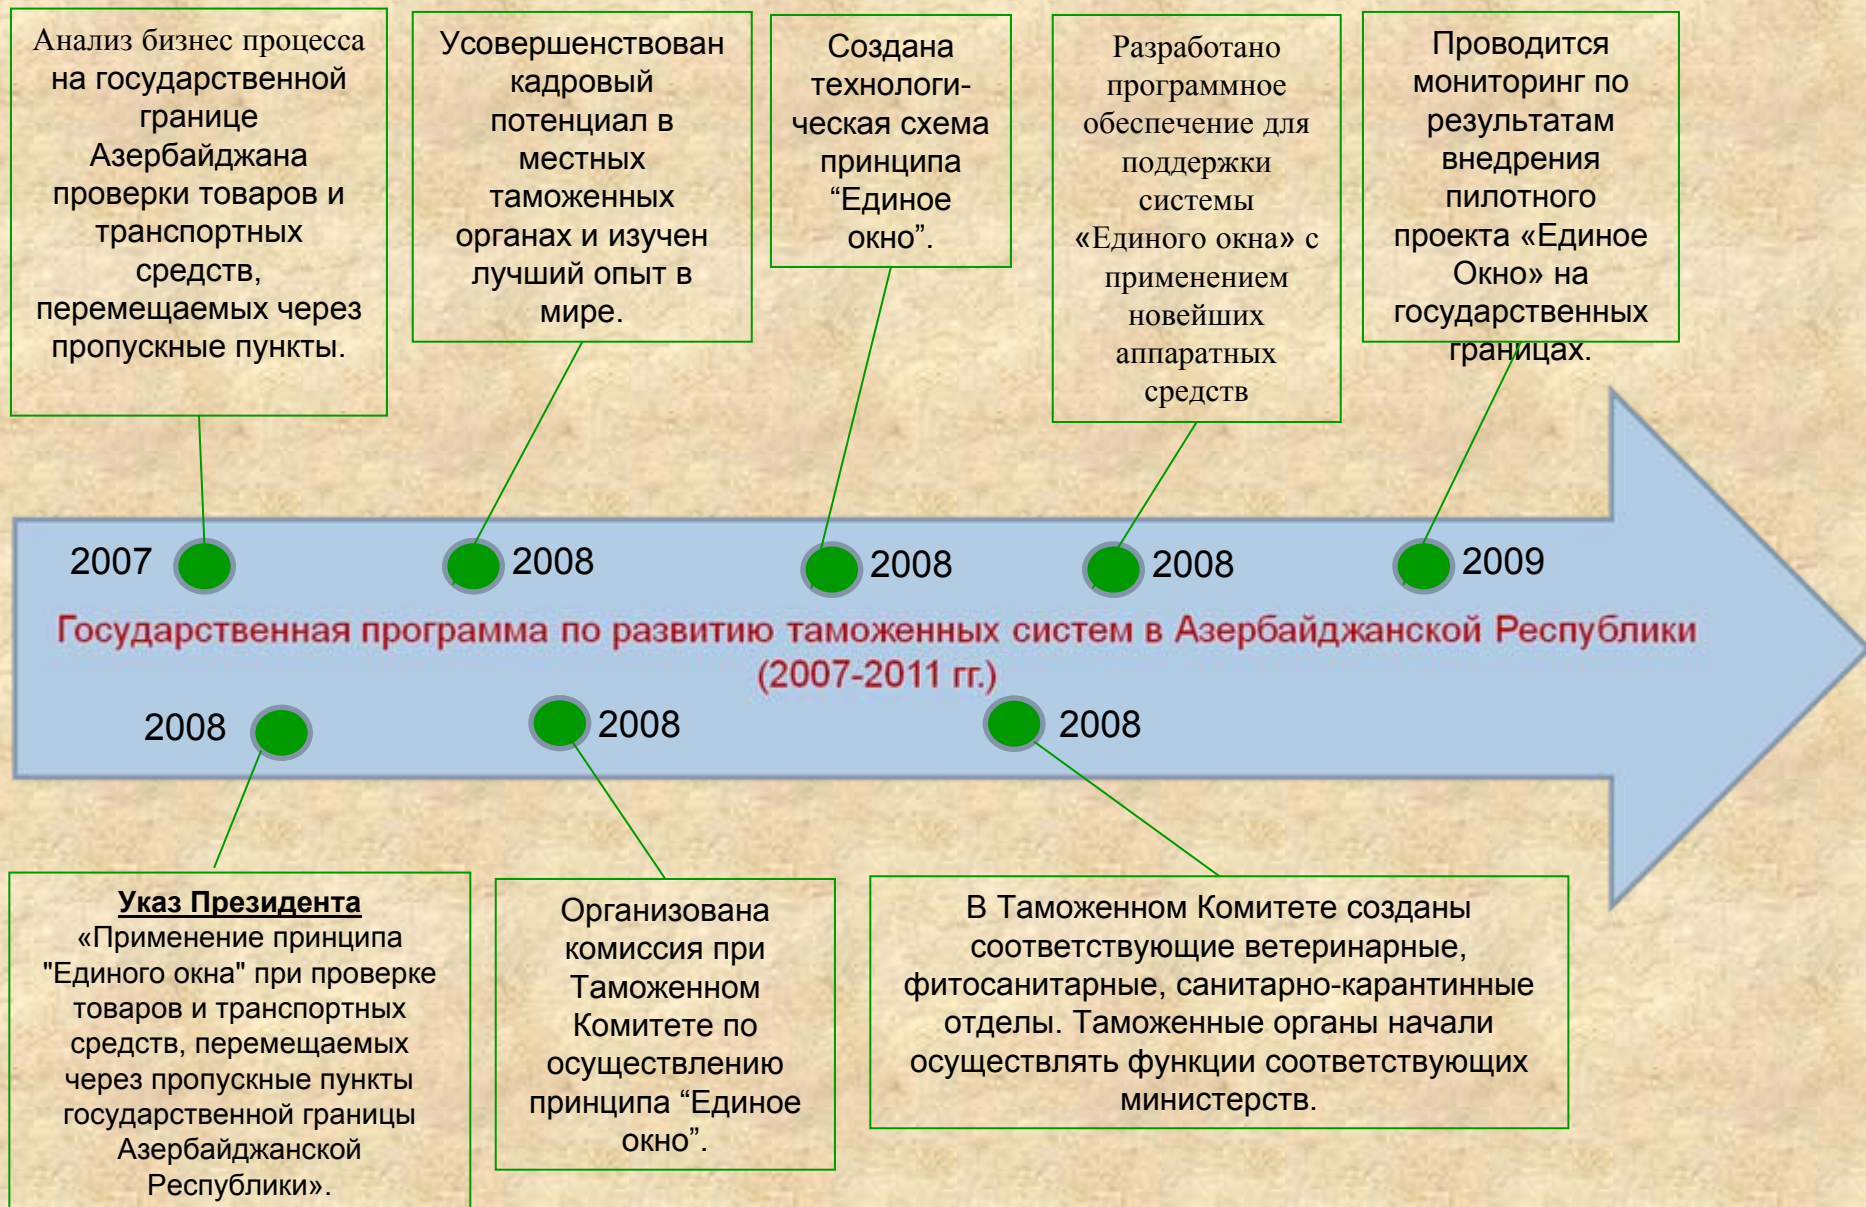 Анализ бизнес процесса
на государственной
границе
Азербайджана
проверки товаров и
транспортных
средств,
перемещаемых через
пропускные пункты.
Усовершенствован
кадровый
потенциал в
местных
таможенных
органах и изучен
лучший опыт в
мире.
Создана
технологи-
ческая схема
принципа
“Единое
окно”.
Разработано
программное
обеспечение для
поддержки
системы
«Единого окна» с
применением
новейших
аппаратных
средств
Проводится
мониторинг по
результатам
внедрения
пилотного
проекта «Единое
Окно» на
государственных
границах.
2007
2008
2008
2008
2009
Государственная программа по развитию таможенных систем в Азербайджанской Республики
(2007-2011 гг.)
2008
2008
2008
Указ Президента
«Применение принципа
"Единого окна" при проверке
товаров и транспортных
средств, перемещаемых
через пропускные пункты
государственной границы
Азербайджанской
Республики».
Организована
комиссия при
Таможенном
Комитете по
осуществлению
принципа “Единое
окно”.
В Таможенном Комитете созданы
соответствующие ветеринарные,
фитосанитарные, санитарно-карантинные
отделы. Таможенные органы начали
осуществлять функции соответствующих
министерств.